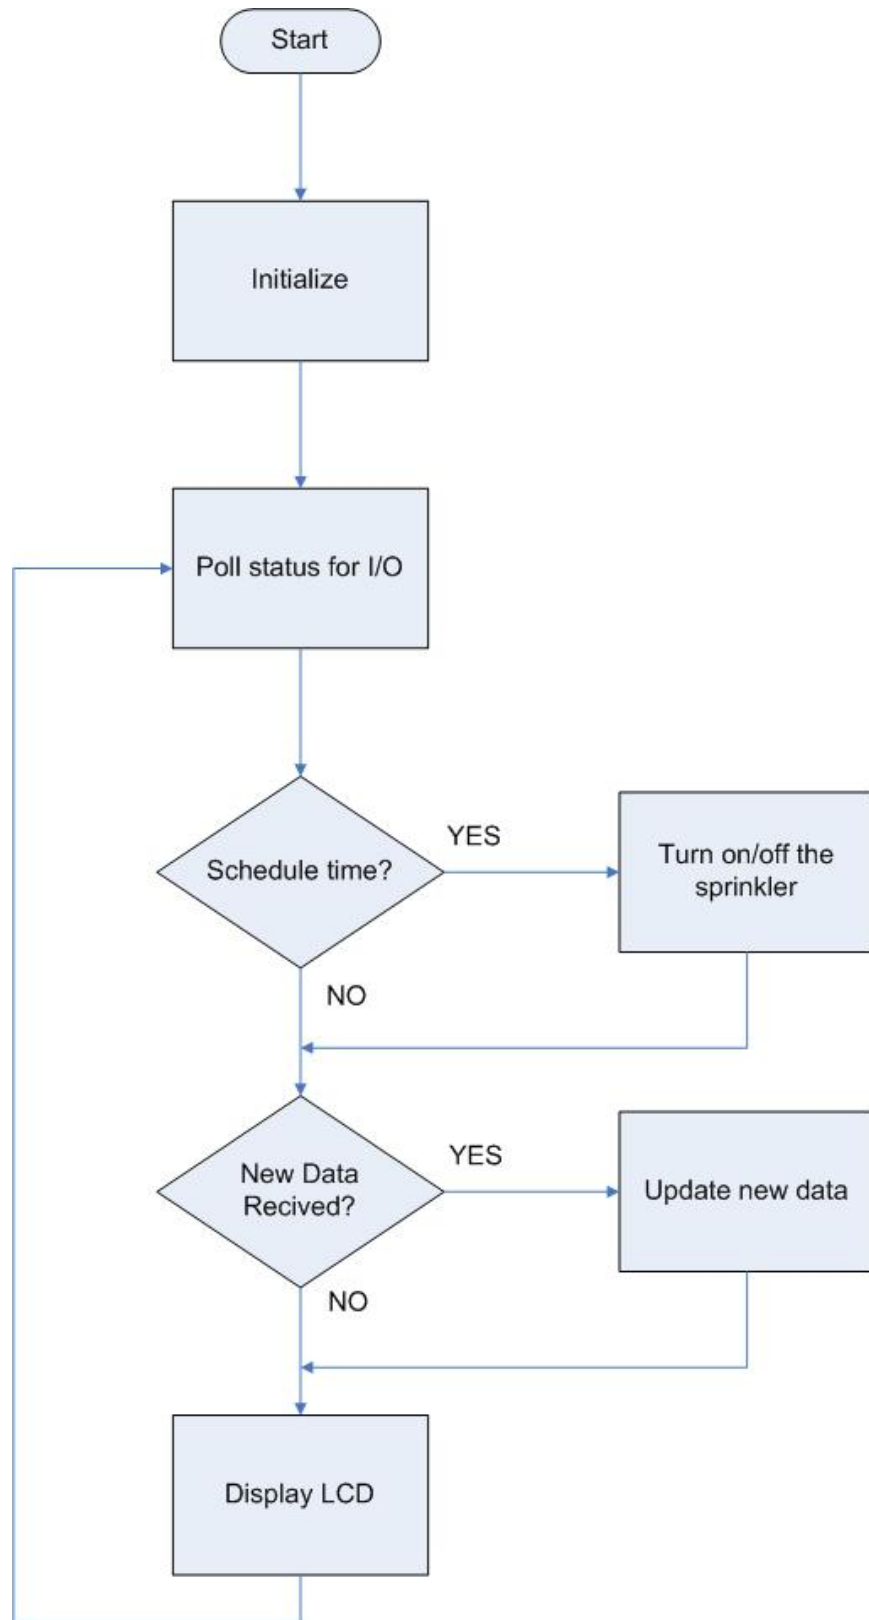 Start
Initialize
Poll status for I/O
Schedule time?
YES
Turn on/off the
sprinkler
NO
New Data
Recived?
YES
Update new data
NO
Display LCD